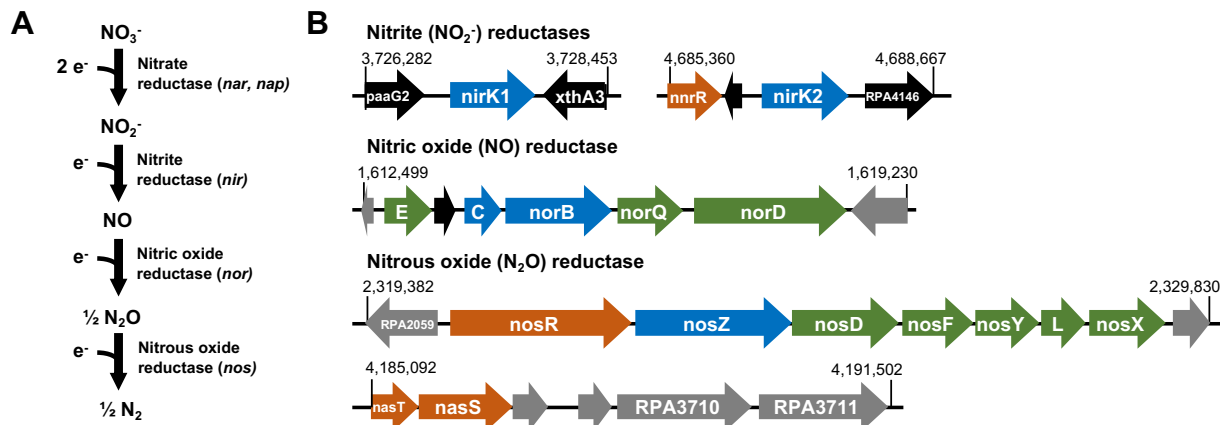 A
NO₃⁻
2 e⁻
Nitrate
reductase (nar, nap)
NO₂⁻
e⁻
Nitrite
reductase (nir)
NO
e⁻
Nitric oxide
reductase (nor)
½ N₂O
e⁻
Nitrous oxide
reductase (nos)
½ N₂
B
Nitrite (NO₂⁻) reductases
3,726,282 3,728,453 4,685,360 4,688,667
paaG2 nirK1 xthA3 nnrR nirK2 RPA4146
Nitric oxide (NO) reductase
1,612,499 1,619,230
E C norB norQ norD
Nitrous oxide (N₂O) reductase
2,319,382 2,329,830
RPA2059 nosR nosZ nosD nosF nosY L nosX
4,185,092 4,191,502
nasT nasS RPA3710 RPA3711